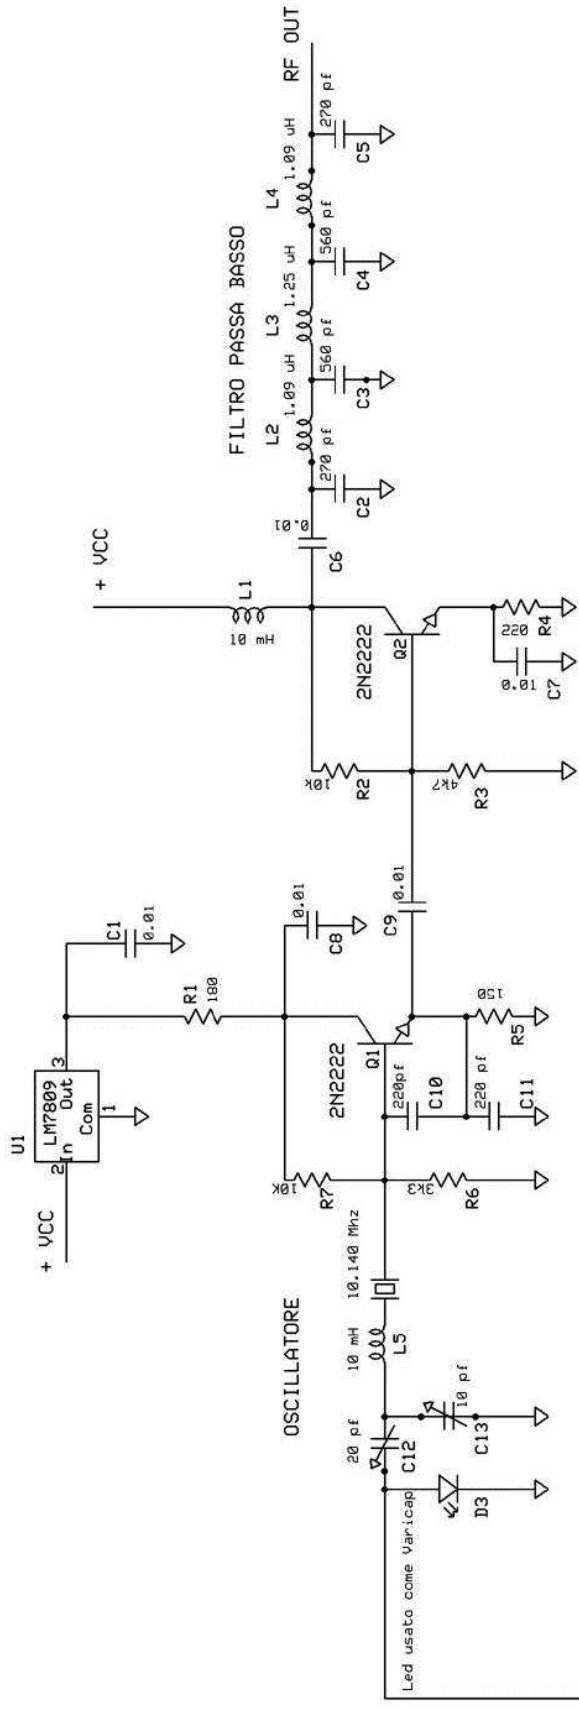 U1
+ VCC
2
In
LM7809
Out
3
Com
1
C1
0.01
R1
180
+ VCC
L1
10 mH
FILTRO PASSA BASSO
RF OUT
C6
0.01
L2
1.09 uH
L3
1.25 uH
L4
1.09 uH
C2
270 pf
C3
560 pf
C4
560 pf
C5
270 pf
OSCILLATORE
R7
10K
2N2222
Q1
C8
0.01
R2
10k
2N2222
Q2
Led usato come Varicap
D3
20 pf
C12
C13
10 pf
10 mH
L5
10.140 Mhz
R6
3k3
220pf
C10
220 pf
C11
R5
150
C9
0.01
R3
4k7
C7
0.01
R4
220